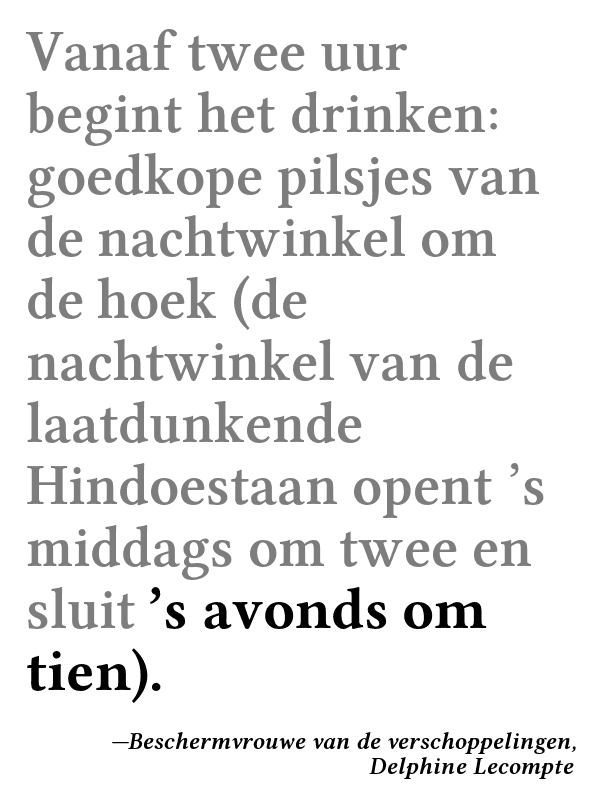 Vanaf twee uur
begint het drinken:
goedkope pilsjes van
de nachtwinkel om
de hoek (de
nachtwinkel van de
laatdunkende
Hindoestaan opent ’s
middags om twee en
sluit ’s avonds om
tien).
—Beschermvrouwe van de verschoppelingen,
Delphine Lecompte